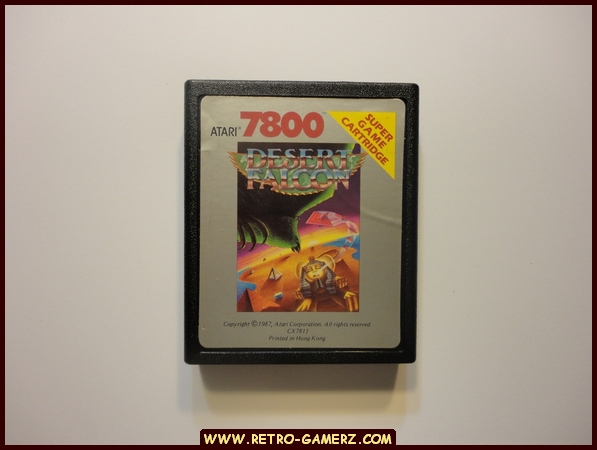 ATARI 7800
SUPER
GAME
CARTRIDGE
DESERT
FALCON
Copyright © 1987, Atari Corporation. All rights reserved
CX7811
Printed in Hong Kong
WWW.RETRO-GAMERZ.COM